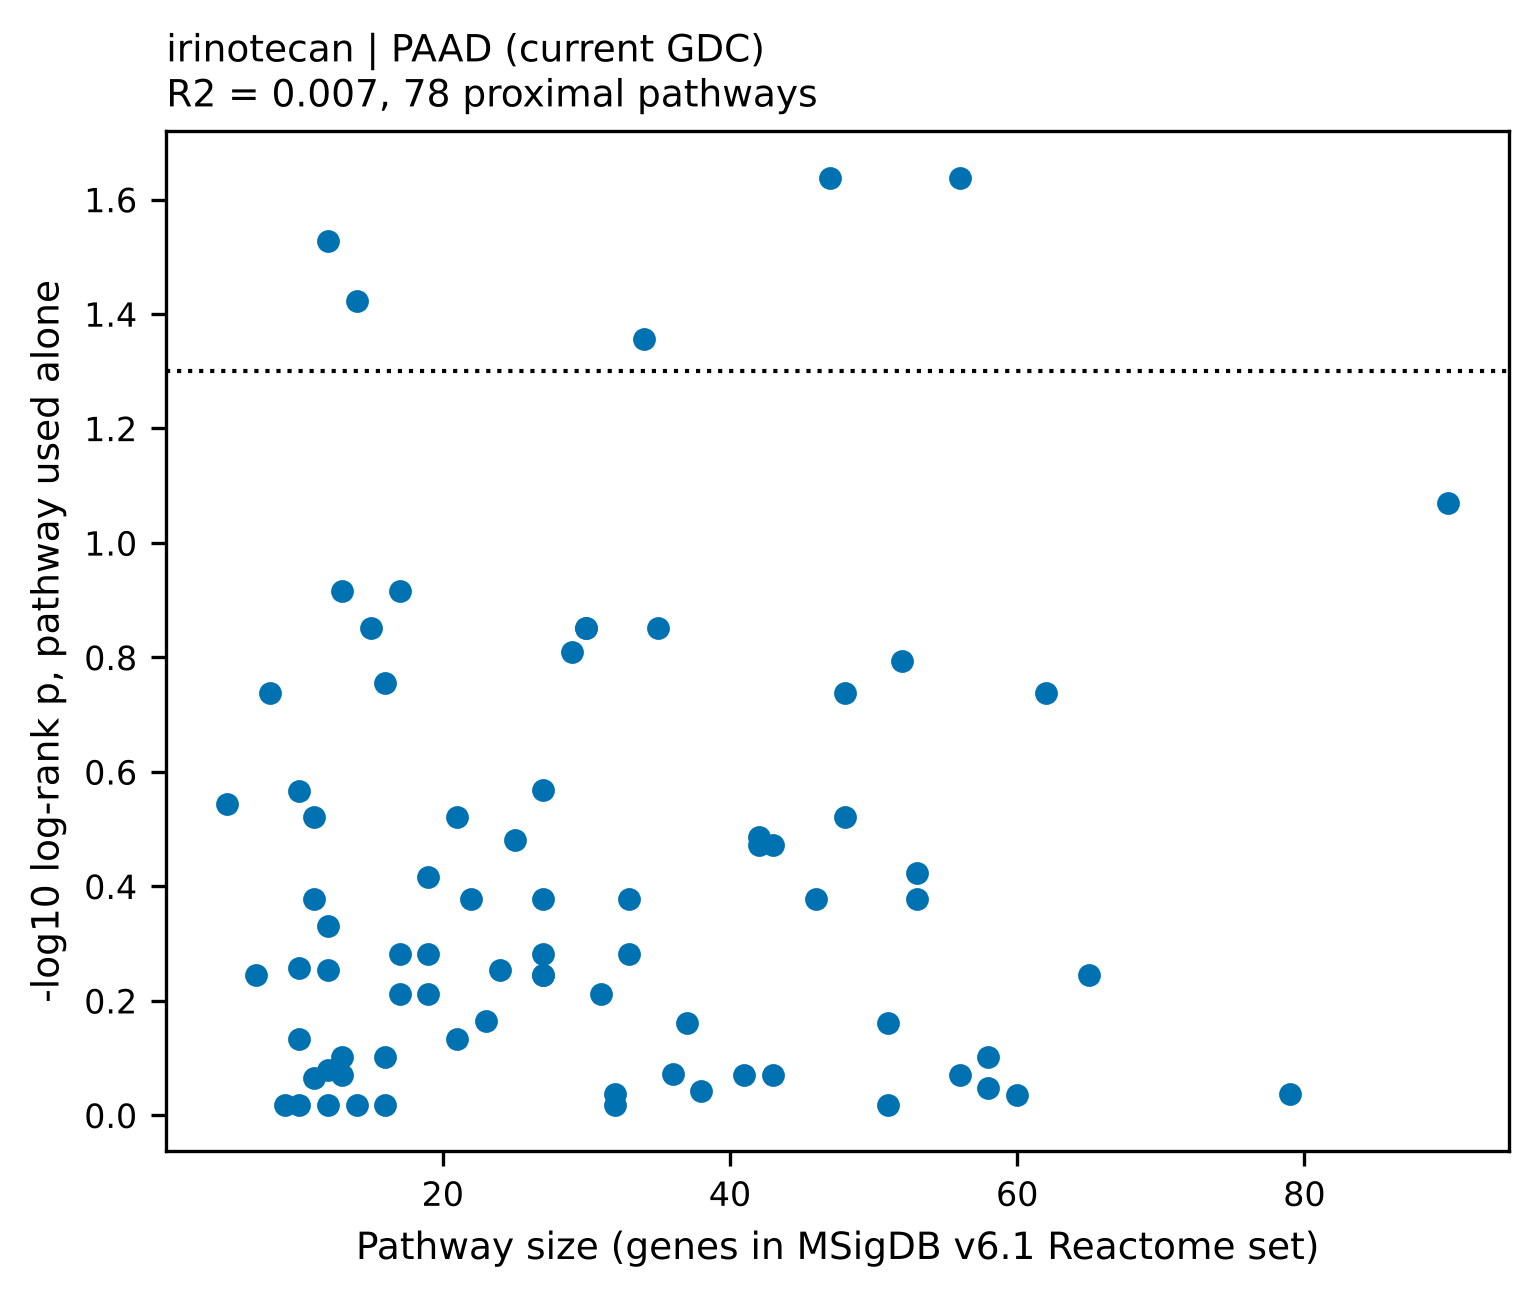 irinotecan | PAAD (current GDC)
R2 = 0.007, 78 proximal pathways
-log10 log-rank p, pathway used alone
1.6
1.4
1.2
1.0
0.8
0.6
0.4
0.2
0.0
20 40 60 80
Pathway size (genes in MSigDB v6.1 Reactome set)